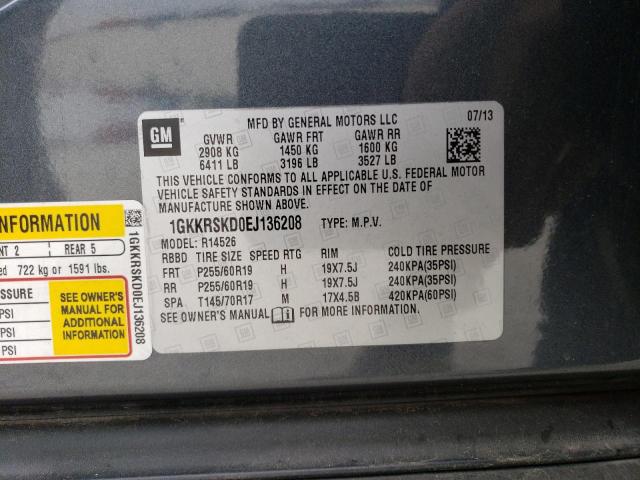 GM
MFD BY GENERAL MOTORS LLC 07/13
GVWR GAWR FRT GAWR RR
2908 KG 1450 KG 1600 KG
6411 LB 3196 LB 3527 LB
THIS VEHICLE CONFORMS TO ALL APPLICABLE U.S. FEDERAL MOTOR
VEHICLE SAFETY STANDARDS IN EFFECT ON THE DATE OF
MANUFACTURE SHOWN ABOVE.
1GKKRSKD0EJ136208 TYPE: M.P.V.
MODEL: R14526
RBBD TIRE SIZE SPEED RTG RIM COLD TIRE PRESSURE
FRT P255/60R19 H 19X7.5J 240KPA(35PSI)
RR P255/60R19 H 19X7.5J 240KPA(35PSI)
SPA T145/70R17 M 17X4.5B 420KPA(60PSI)
SEE OWNER'S MANUAL FOR MORE INFORMATION.
INFORMATION
NT 2 REAR 5
ed 722 kg or 1591 lbs.
SSURE
PSI
PSI
PSI
SEE OWNER'S
MANUAL FOR
ADDITIONAL
INFORMATION
1GKKRSKD0EJ136208